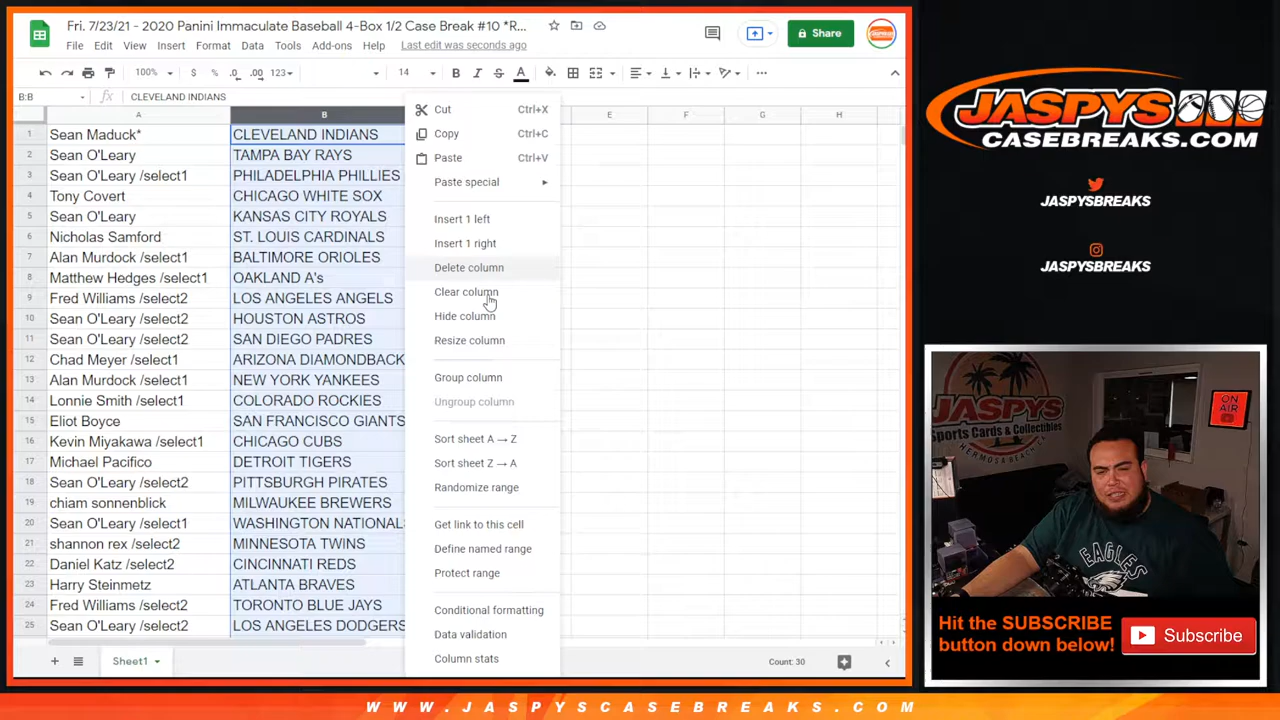 Fri. 7/23/21 - 2020 Panini Immaculate Baseball 4-Box 1/2 Case Break #10 *R...
Share
File Edit View Insert Format Data Tools Add-ons Help Last edit was seconds ago
100% $ % .0 .00 123 14 B I S A
B:B fx CLEVELAND INDIANS
A B E F G H
1 Sean Maduck* CLEVELAND INDIANS
2 Sean O'Leary TAMPA BAY RAYS
3 Sean O'Leary /select1 PHILADELPHIA PHILLIES
4 Tony Covert CHICAGO WHITE SOX
5 Sean O'Leary KANSAS CITY ROYALS
6 Nicholas Samford ST. LOUIS CARDINALS
7 Alan Murdock /select1 BALTIMORE ORIOLES
8 Matthew Hedges /select1 OAKLAND A's
9 Fred Williams /select2 LOS ANGELES ANGELS
10 Sean O'Leary /select2 HOUSTON ASTROS
11 Sean O'Leary /select2 SAN DIEGO PADRES
12 Chad Meyer /select1 ARIZONA DIAMONDBACK
13 Alan Murdock /select1 NEW YORK YANKEES
14 Lonnie Smith /select1 COLORADO ROCKIES
15 Eliot Boyce SAN FRANCISCO GIANTS
16 Kevin Miyakawa /select1 CHICAGO CUBS
17 Michael Pacifico DETROIT TIGERS
18 Sean O'Leary /select2 PITTSBURGH PIRATES
19 chiam sonnenblick MILWAUKEE BREWERS
20 Sean O'Leary /select1 WASHINGTON NATIONALS
21 shannon rex /select2 MINNESOTA TWINS
22 Daniel Katz /select2 CINCINNATI REDS
23 Harry Steinmetz ATLANTA BRAVES
24 Fred Williams /select2 TORONTO BLUE JAYS
25 Sean O'Leary /select2 LOS ANGELES DODGERS
Cut Ctrl+X
Copy Ctrl+C
Paste Ctrl+V
Paste special
Insert 1 left
Insert 1 right
Delete column
Clear column
Hide column
Resize column
Group column
Ungroup column
Sort sheet A → Z
Sort sheet Z → A
Randomize range
Get link to this cell
Define named range
Protect range
Conditional formatting
Data validation
Column stats
Sheet1
Count: 30
JASPYS
CASEBREAKS.COM
JASPYSBREAKS
JASPYSBREAKS
JASPYS
Sports Cards & Collectibles
HERMOSA BEACH
ON AIR
EAGLES
Hit the SUBSCRIBE
button down below!
Subscribe
WWW.JASPYSCASEBREAKS.COM